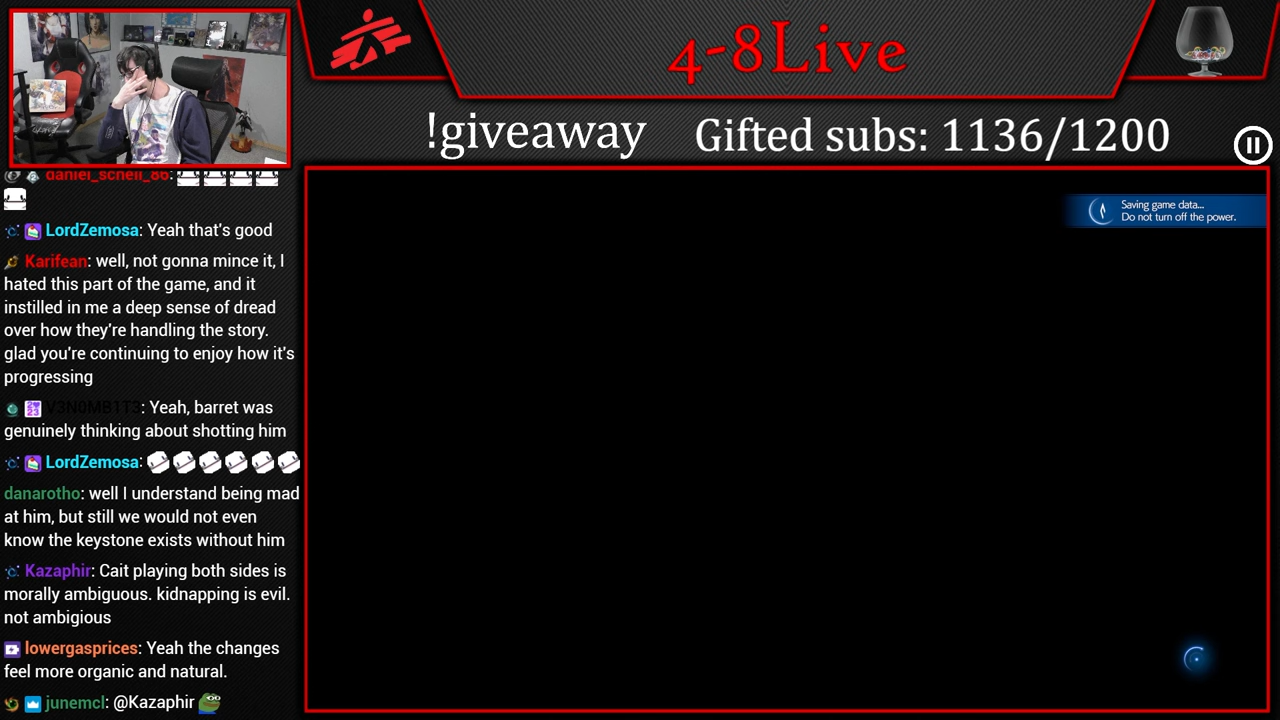 4-8Live
!giveaway
Gifted subs: 1136/1200
Saving game data...
Do not turn off the power.
daniel_scheil_86:
LordZemosa: Yeah that's good
Karifean: well, not gonna mince it, I
hated this part of the game, and it
instilled in me a deep sense of dread
over how they're handling the story.
glad you're continuing to enjoy how it's
progressing
V3N0MB1T3: Yeah, barret was
genuinely thinking about shotting him
LordZemosa:
danarotho: well I understand being mad
at him, but still we would not even
know the keystone exists without him
Kazaphir: Cait playing both sides is
morally ambiguous. kidnapping is evil.
not ambigious
lowergasprices: Yeah the changes
feel more organic and natural.
junemcl: @Kazaphir